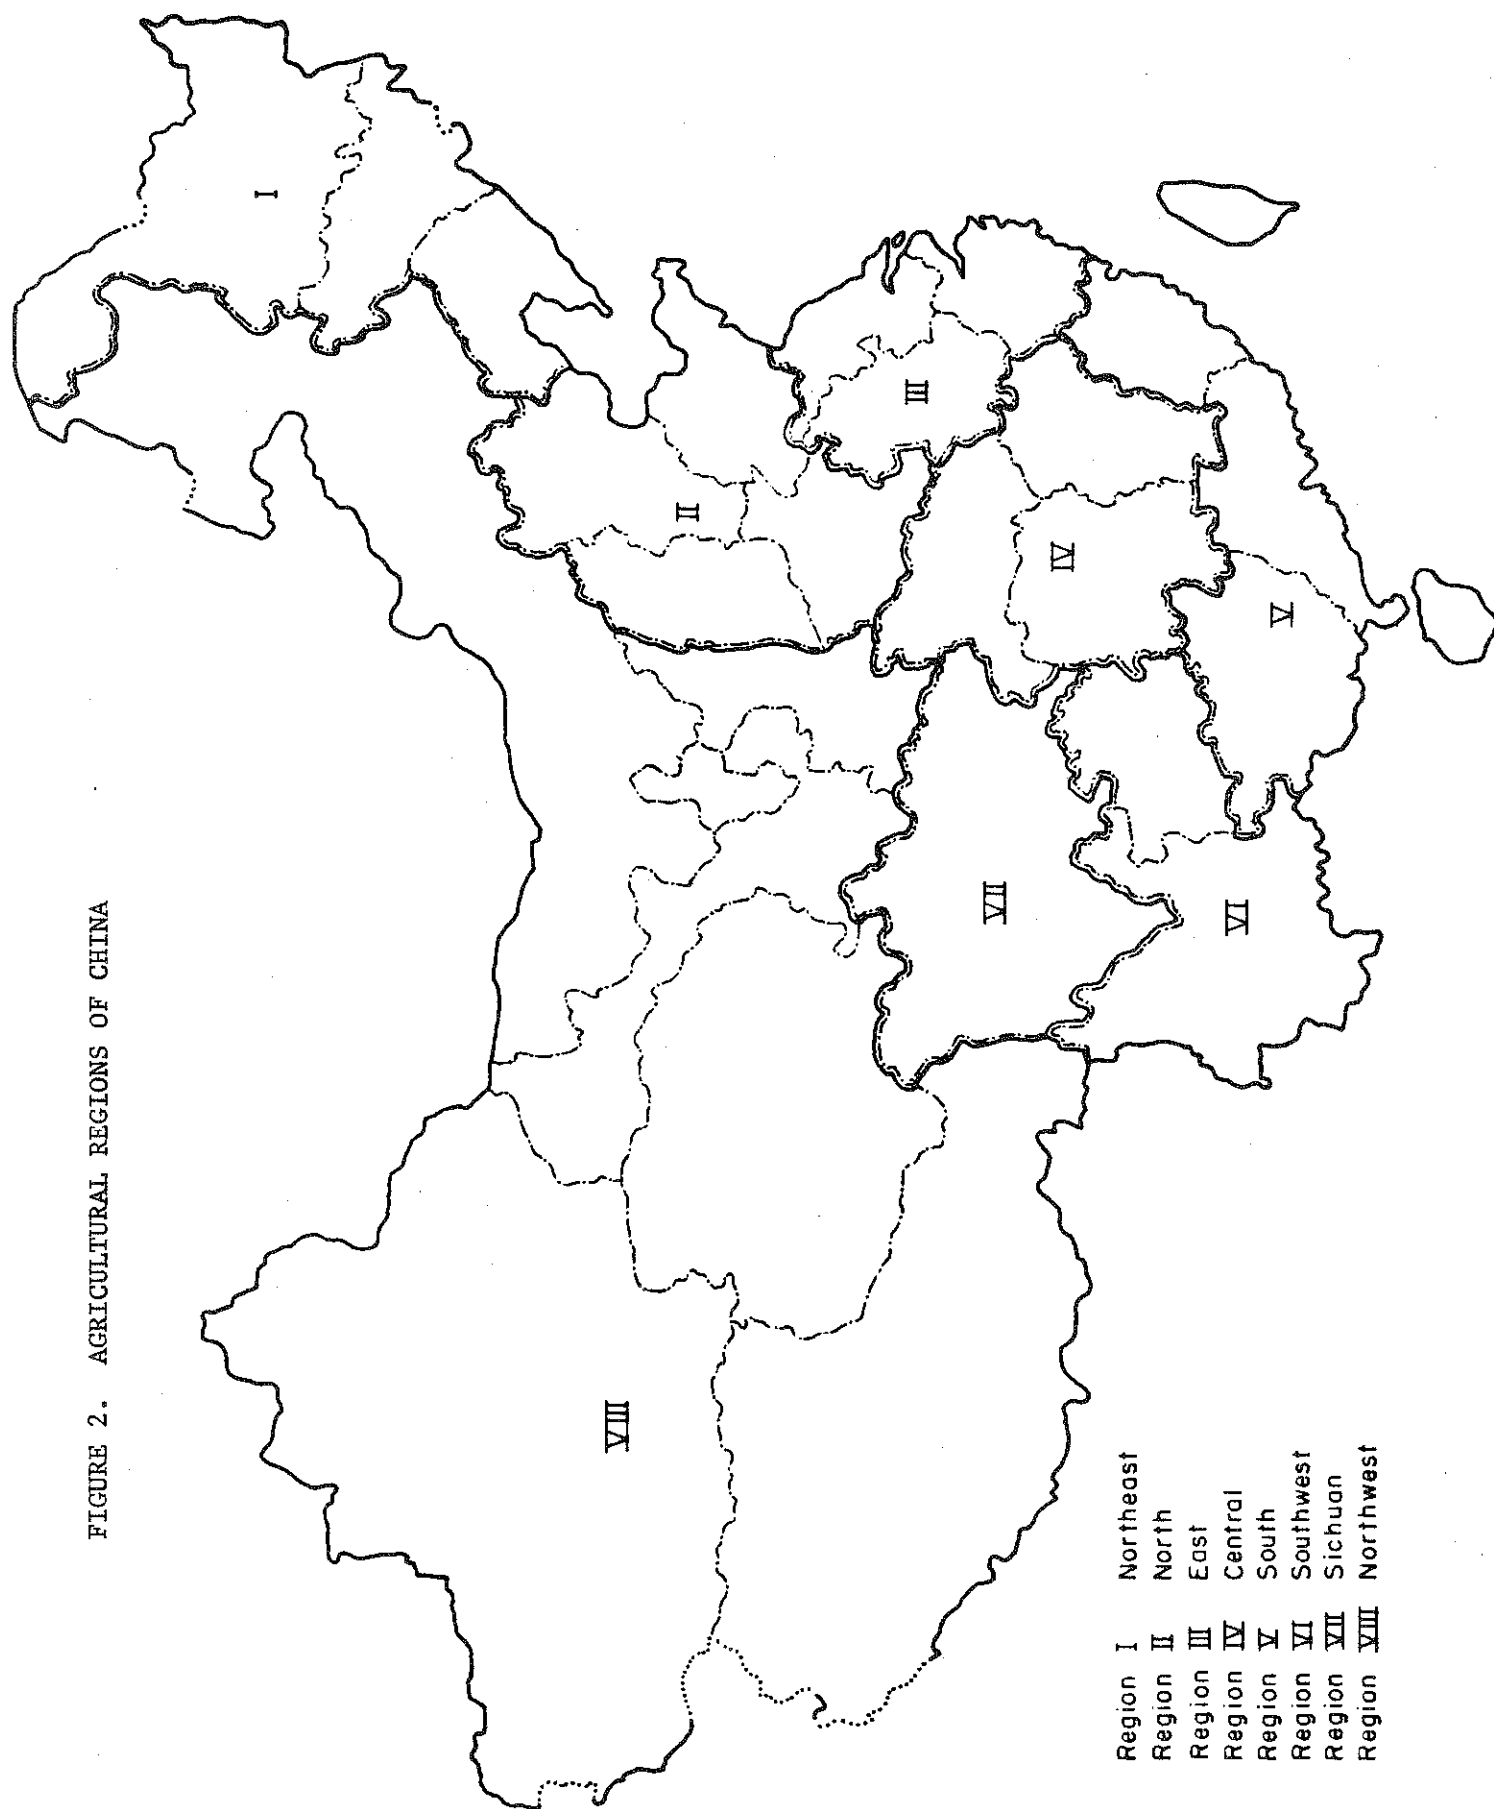 FIGURE 2. AGRICULTURAL REGIONS OF CHINA
I
II
III
IV
V
VI
VII
VIII
Region I Northeast
Region II North
Region III East
Region IV Central
Region V South
Region VI Southwest
Region VII Sichuan
Region VIII Northwest